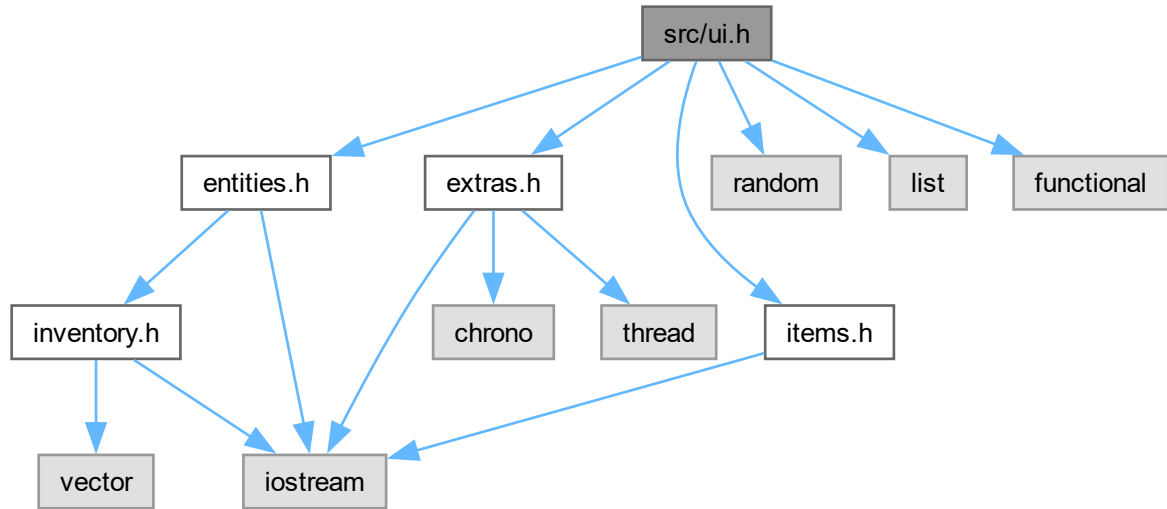 src/ui.h
entities.h
extras.h
random
list
functional
inventory.h
chrono
thread
items.h
vector
iostream